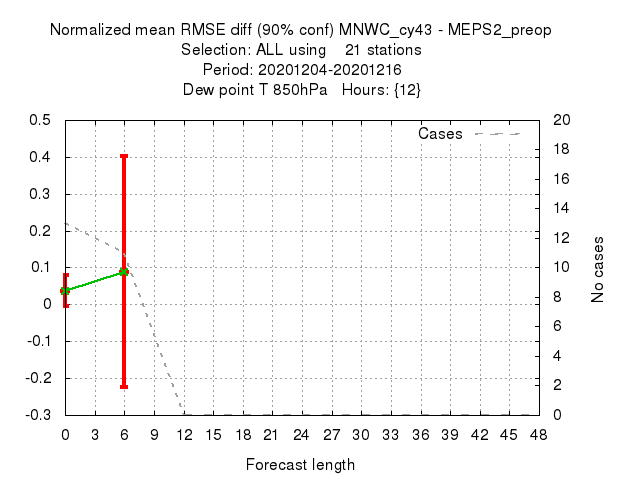 Normalized mean RMSE diff (90% conf) MNWC_cy43 - MEPS2_preop
Selection: ALL using 21 stations
Period: 20201204-20201216
Dew point T 850hPa Hours: {12}
Cases
0.5
0.4
0.3
0.2
0.1
0
-0.1
-0.2
-0.3
20
18
16
14
12
10
8
6
4
2
0
No cases
0 3 6 9 12 15 18 21 24 27 30 33 36 39 42 45 48
Forecast length